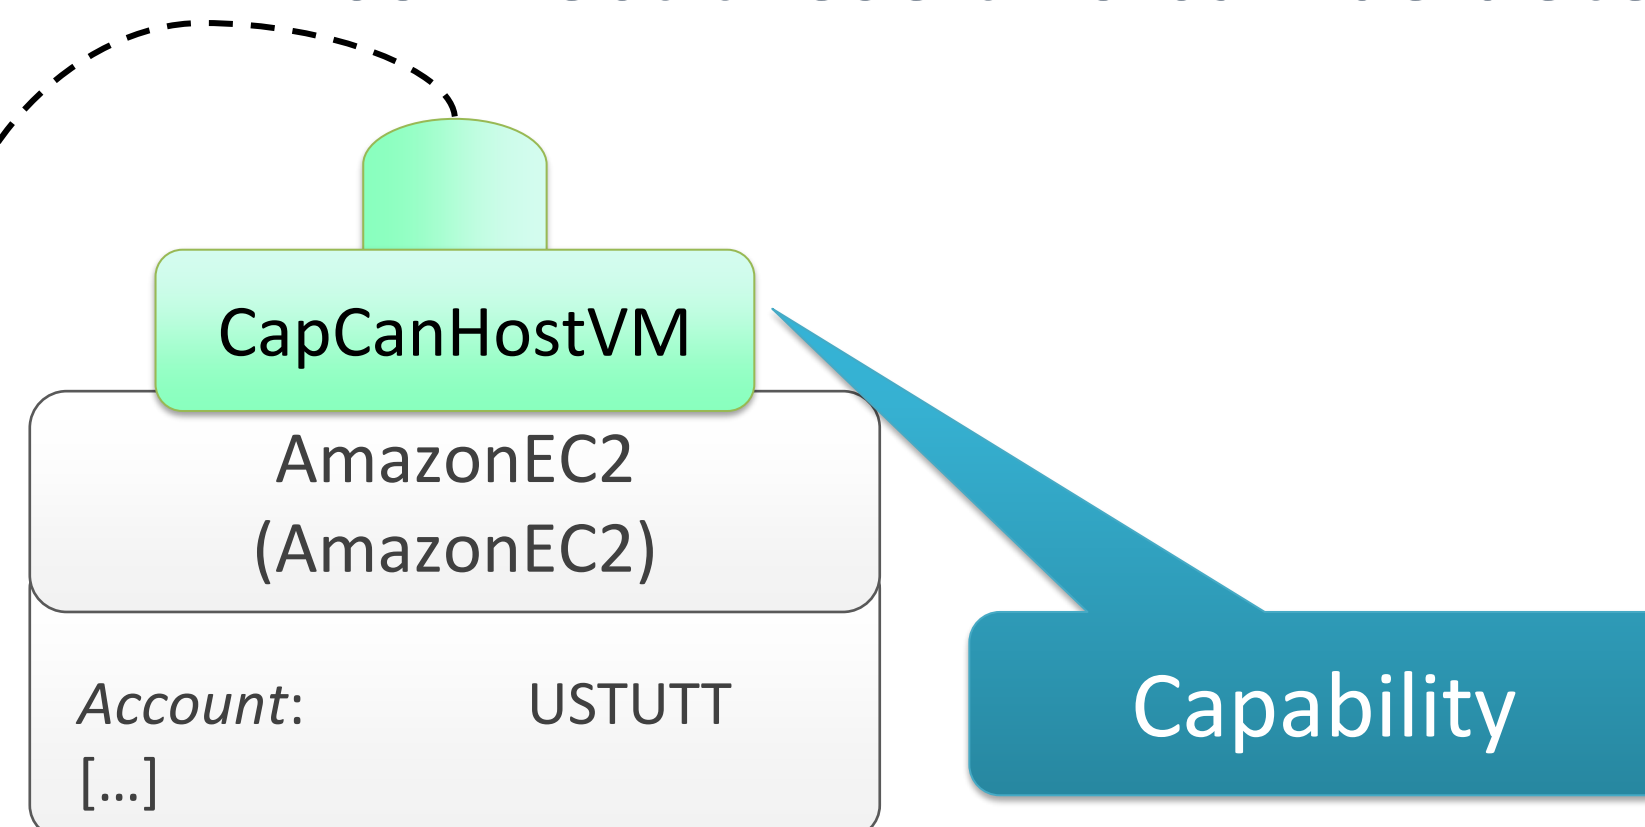 CapCanHostVM
AmazonEC2
(AmazonEC2)
Account: USTUTT
[...]
Capability